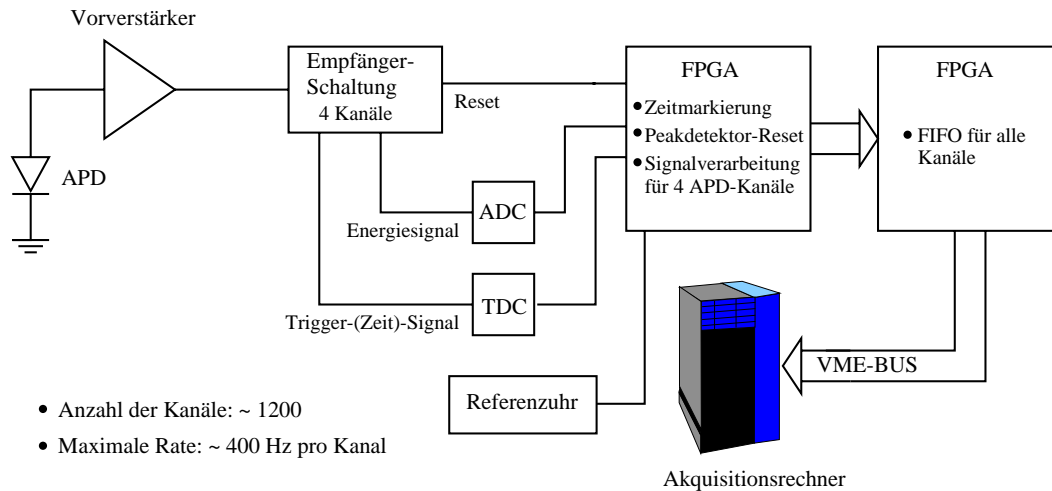 Vorverstärker
Empfänger-
Schaltung
4 Kanäle
Reset
APD
ADC
Energiesignal
TDC
Trigger-(Zeit)-Signal
FPGA
• Zeitmarkierung
• Peakdetektor-Reset
• Signalverarbeitung
für 4 APD-Kanäle
FPGA
• FIFO für alle
Kanäle
VME-BUS
Referenzuhr
Akquisitionsrechner
• Anzahl der Kanäle: ~ 1200
• Maximale Rate: ~ 400 Hz pro Kanal